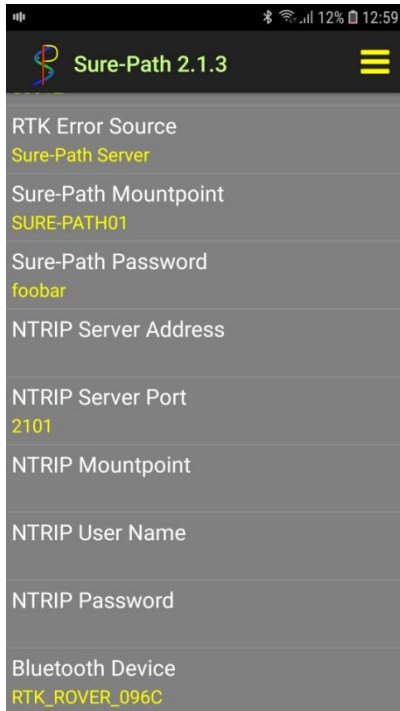 12% 12:59
Sure-Path 2.1.3
RTK Error Source
Sure-Path Server
Sure-Path Mountpoint
SURE-PATH01
Sure-Path Password
foobar
NTRIP Server Address
NTRIP Server Port
2101
NTRIP Mountpoint
NTRIP User Name
NTRIP Password
Bluetooth Device
RTK_ROVER_096C